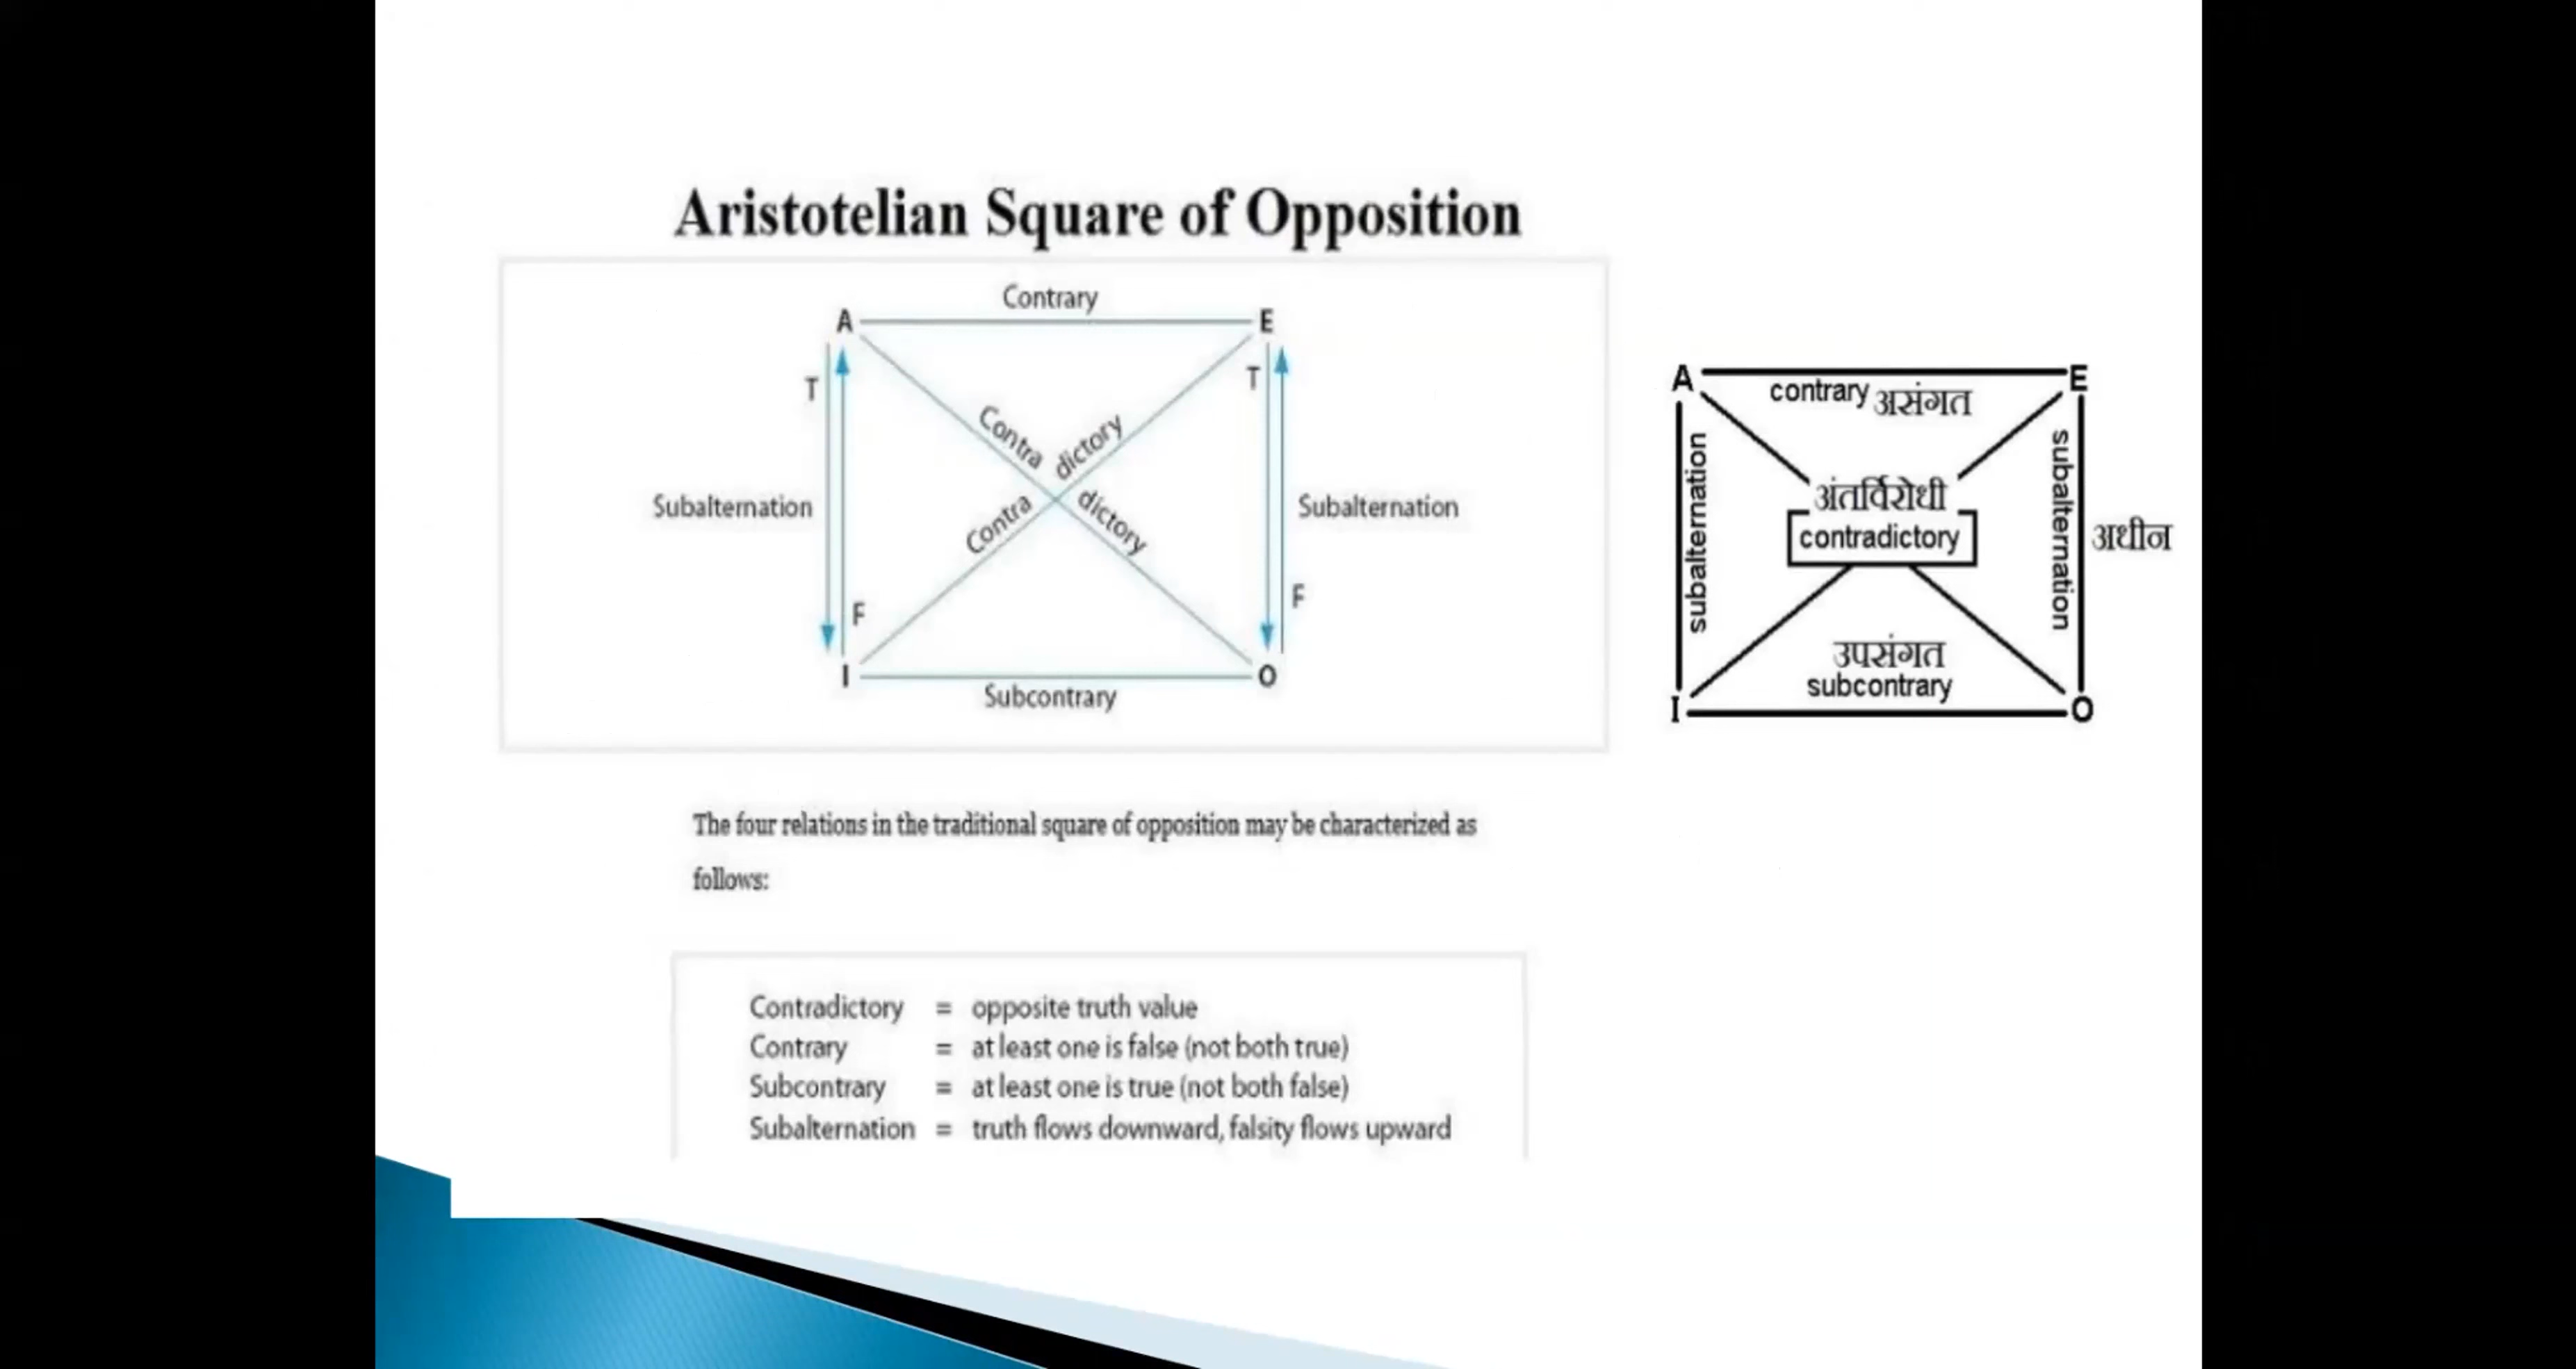 Aristotelian Square of Opposition
Contrary
A E
T T
Contra dictory
Subalternation Subalternation
Contra dictory
F F
I O
Subcontrary
A E
contrary असंगत
subalternation
अंतर्विरोधी
contradictory
subalternation
अधीन
उपसंगत
subcontrary
I O
The four relations in the traditional square of opposition may be characterized as
follows:
Contradictory = opposite truth value
Contrary = at least one is false (not both true)
Subcontrary = at least one is true (not both false)
Subalternation = truth flows downward, falsity flows upward